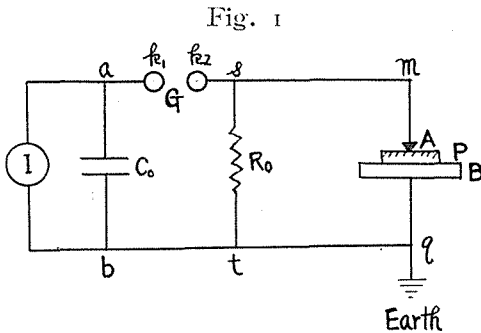 Fig. 1
a k₁ k₂ s m
G
A
P
I C₀ R₀ B
b t q
Earth